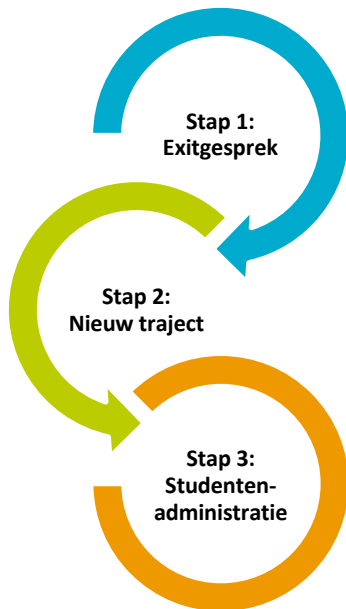 Stap 1:
Exitgesprek
Stap 2:
Nieuw traject
Stap 3:
Studenten-
administratie